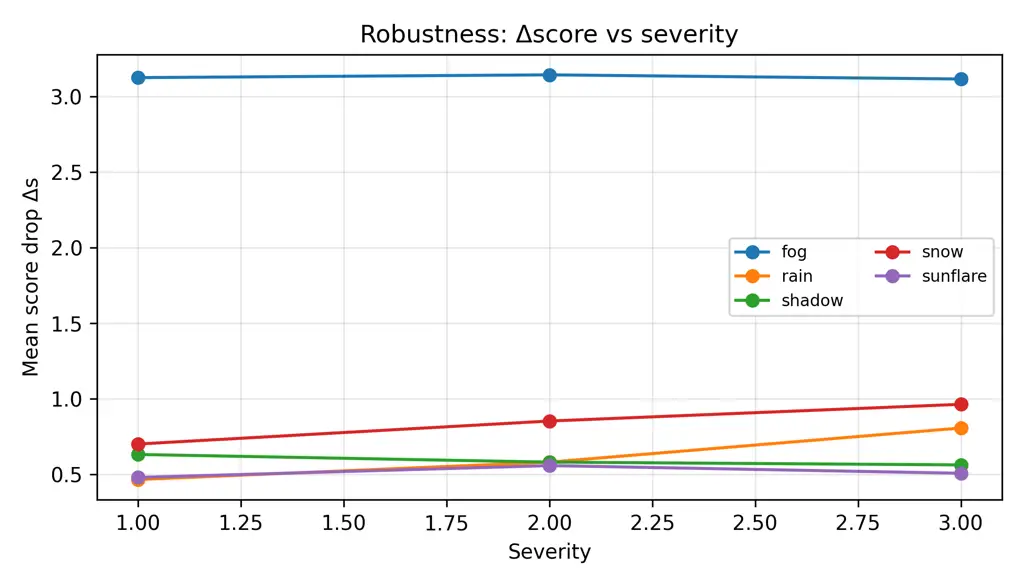 Robustness: Δscore vs severity
Mean score drop Δs
3.0
2.5
2.0
1.5
1.0
0.5
fog
rain
shadow
snow
sunflare
1.00 1.25 1.50 1.75 2.00 2.25 2.50 2.75 3.00
Severity